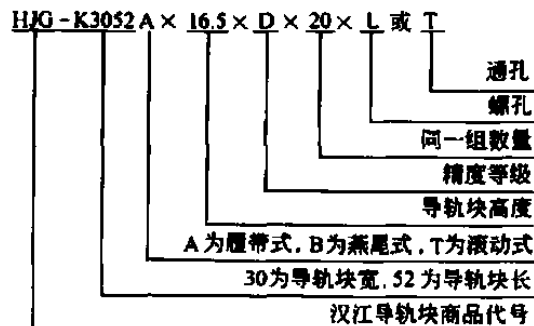 HJG-K3052A×16.5×D×20×L或T
通孔
螺孔
同一组数量
精度等级
导轨块高度
A为履带式,B为燕尾式,T为滚动式
30为导轨块宽,52为导轨块长
汉江导轨块商品代号